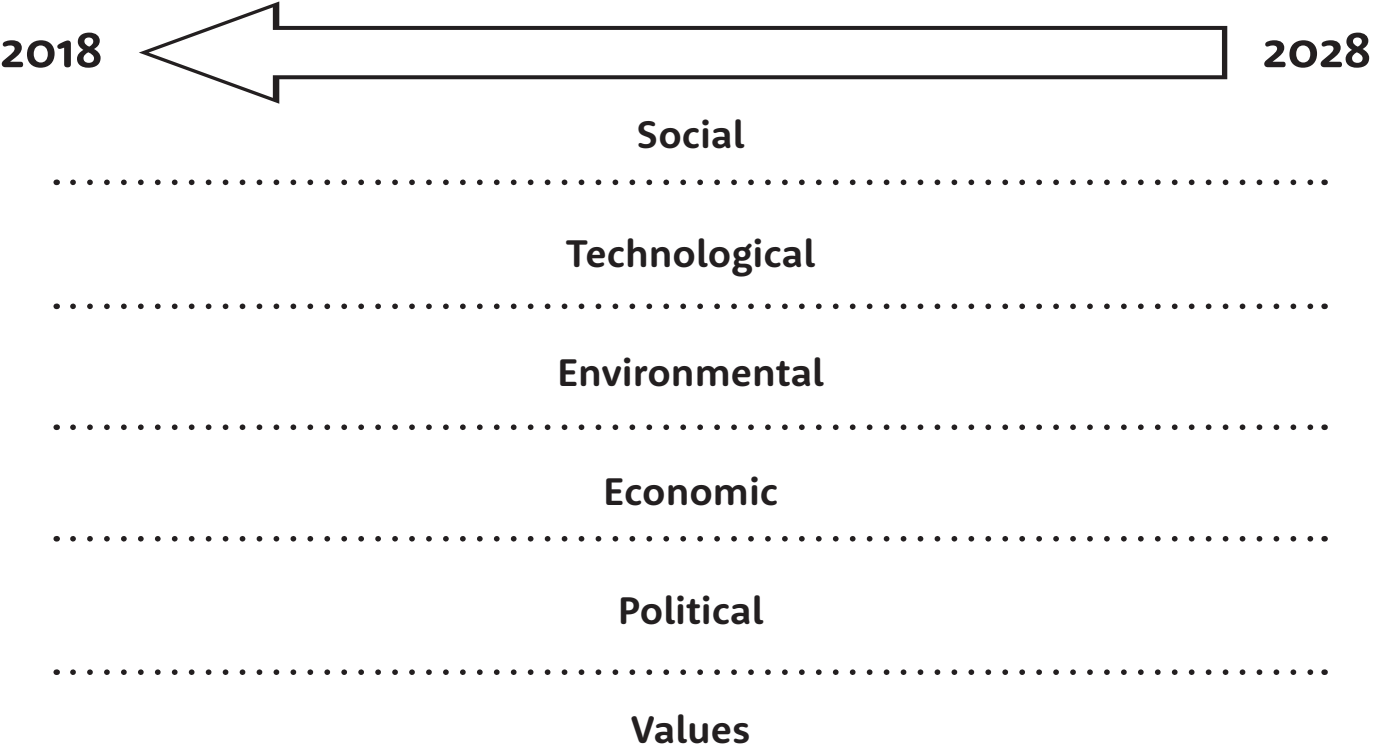 2018 2028
Social
Technological
Environmental
Economic
Political
Values